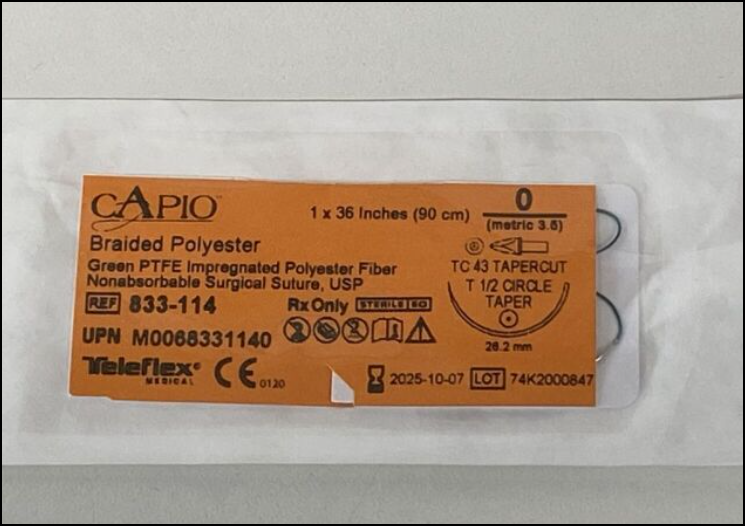 CAPIO™
1 x 36 Inches (90 cm)
0
(metric 3.5)
Braided Polyester
Green PTFE Impregnated Polyester Fiber
Nonabsorbable Surgical Suture, USP
TC 43 TAPERCUT
T 1/2 CIRCLE
TAPER
26.2 mm
REF 833-114
Rx Only
STERILE EO
UPN M0068331140
Teleflex®
MEDICAL
CE 0120
2025-10-07
LOT 74K2000847